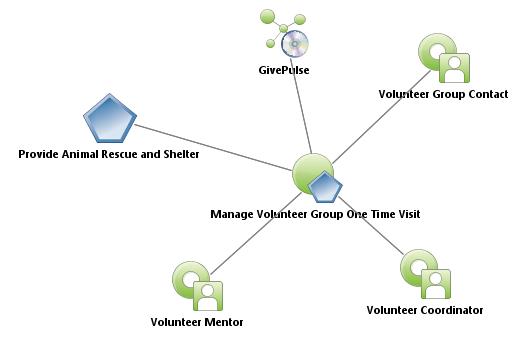 GivePulse
Volunteer Group Contact
Provide Animal Rescue and Shelter
Manage Volunteer Group One Time Visit
Volunteer Coordinator
Volunteer Mentor